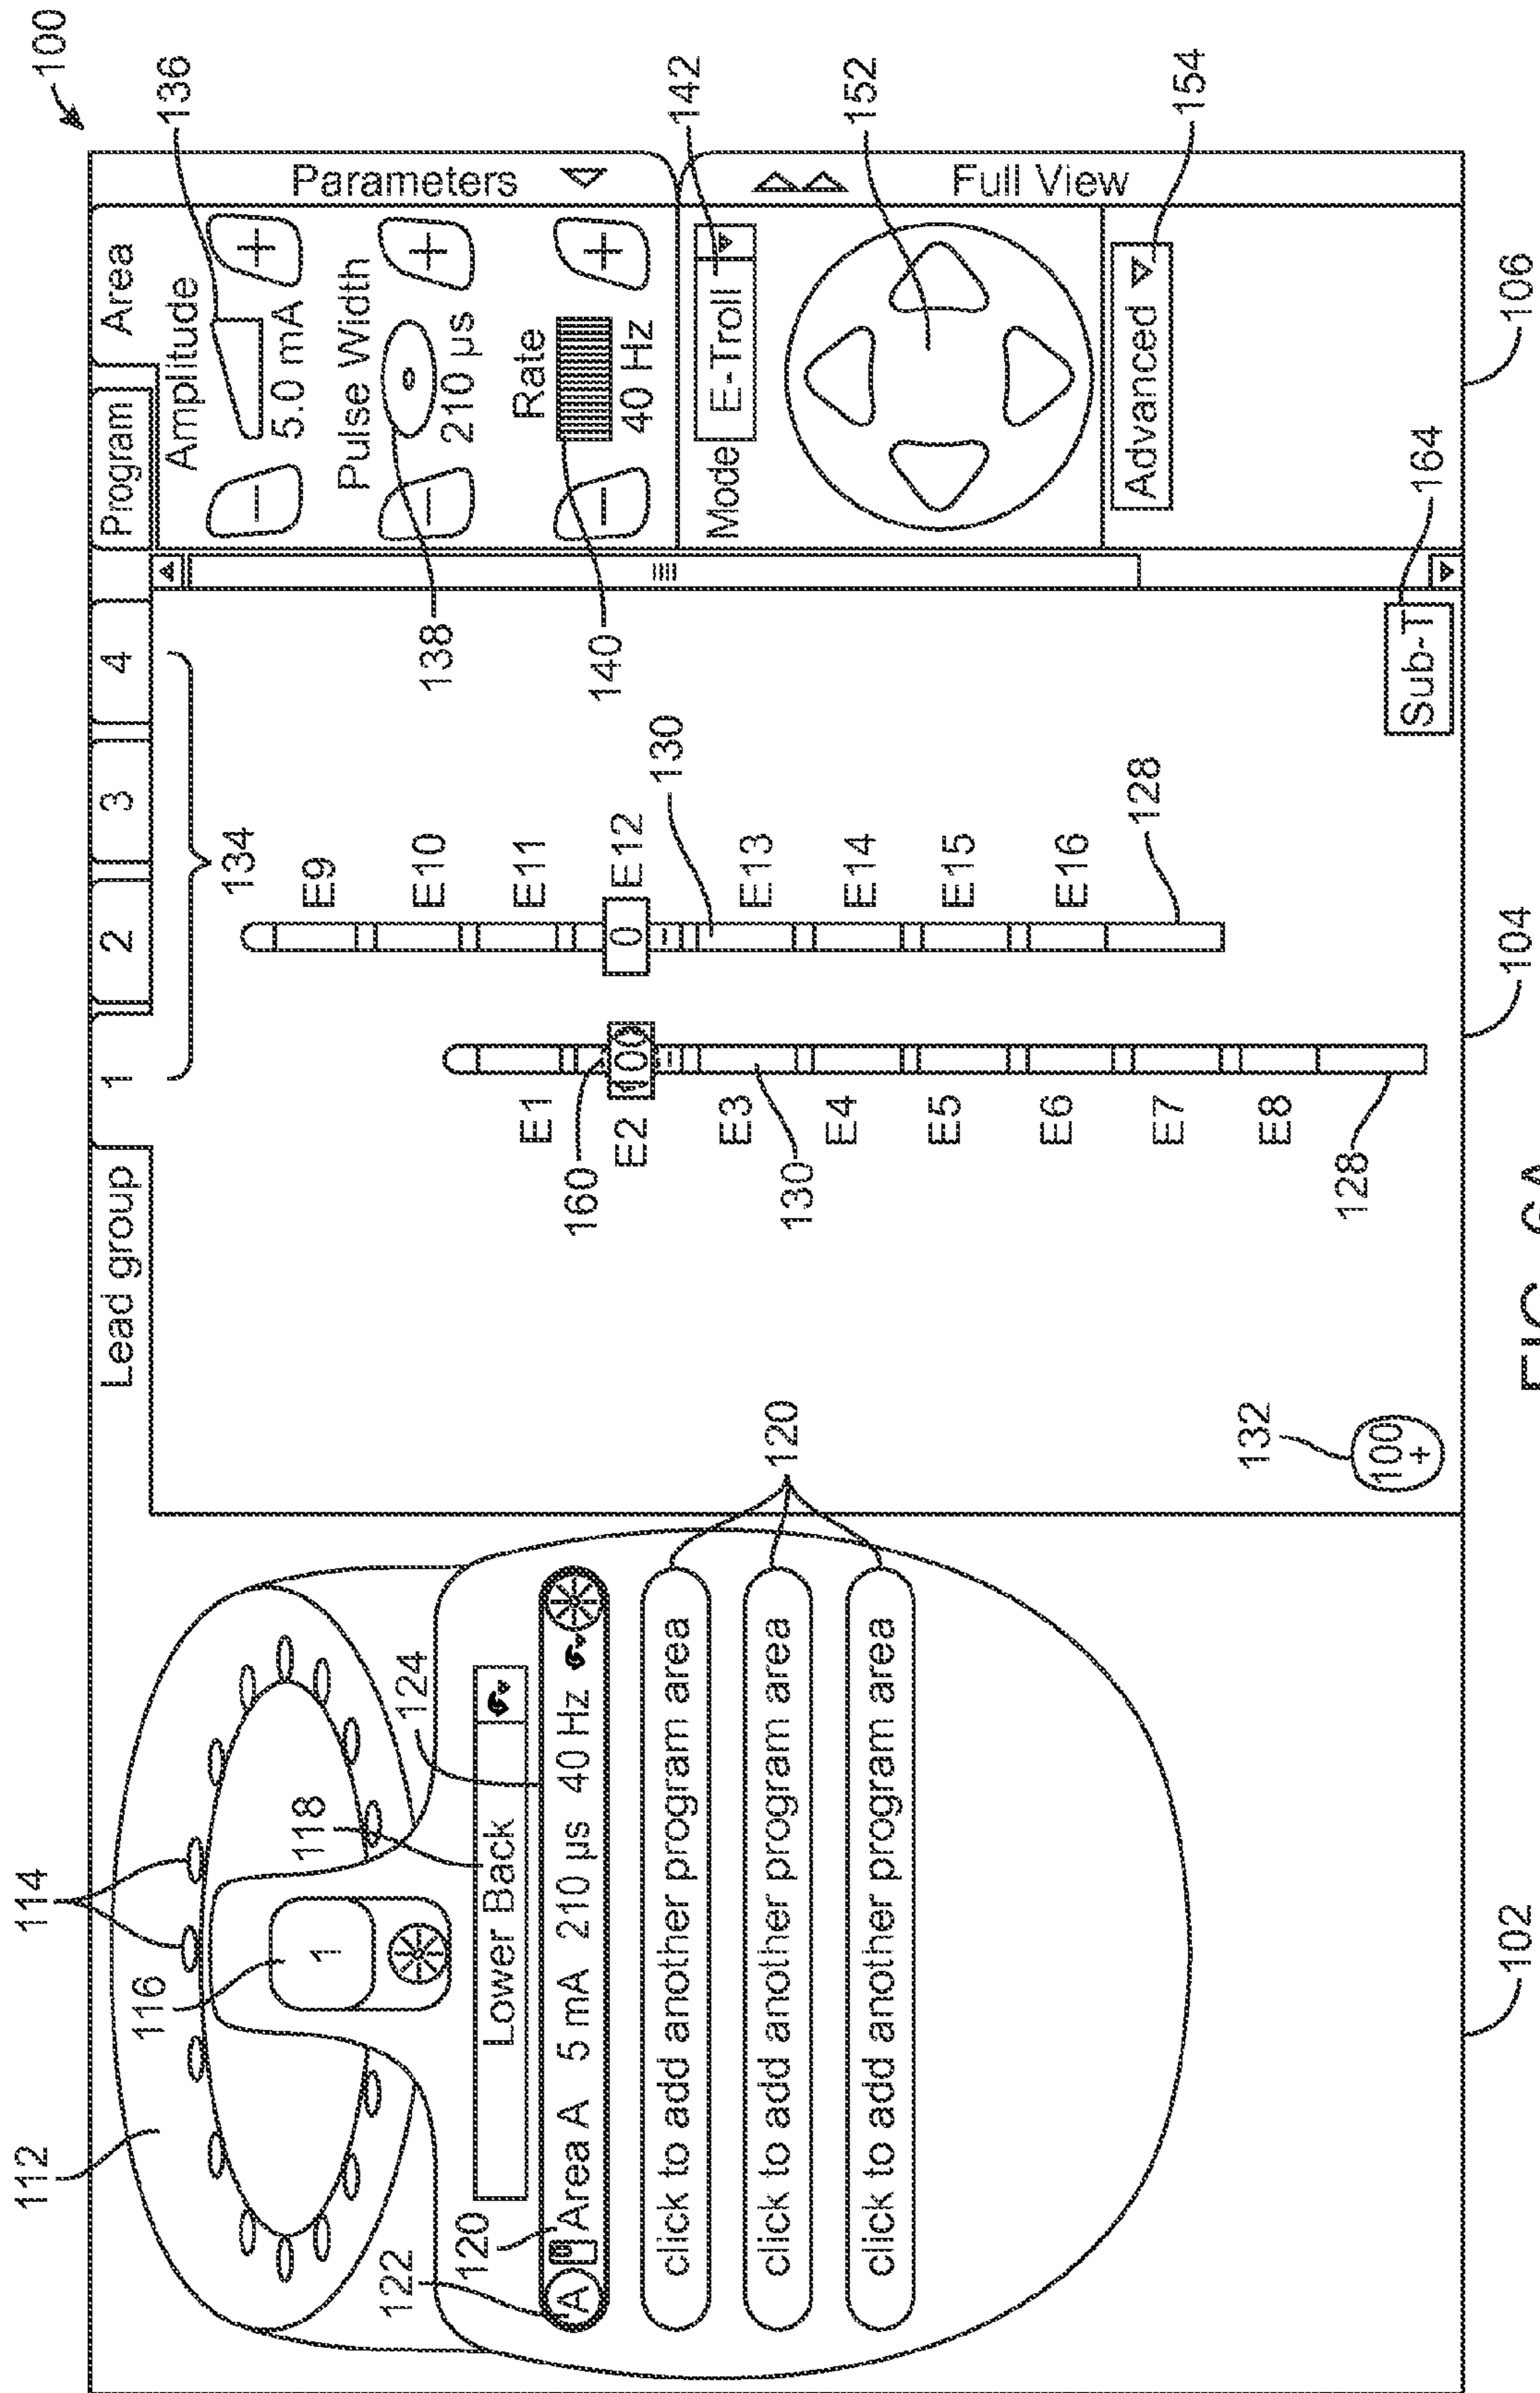 100
Lead group
1
2
3
4
Program
Area
Parameters
Amplitude
5.0 mA
136
Pulse Width
210 µs
138
Rate
40 Hz
140
Full View
Mode
E-Troll
142
152
Advanced
154
106
112
114
116
1
118
Lower Back
124
120
122
A
Area A 5 mA 210 µs 40 Hz
click to add another program area
click to add another program area
click to add another program area
120
102
134
E1
E2
E3
E4
E5
E6
E7
E8
160
100
130
128
E9
E10
E11
E12
E13
E14
E15
E16
0
130
128
132
100
+
Sub-T
164
104